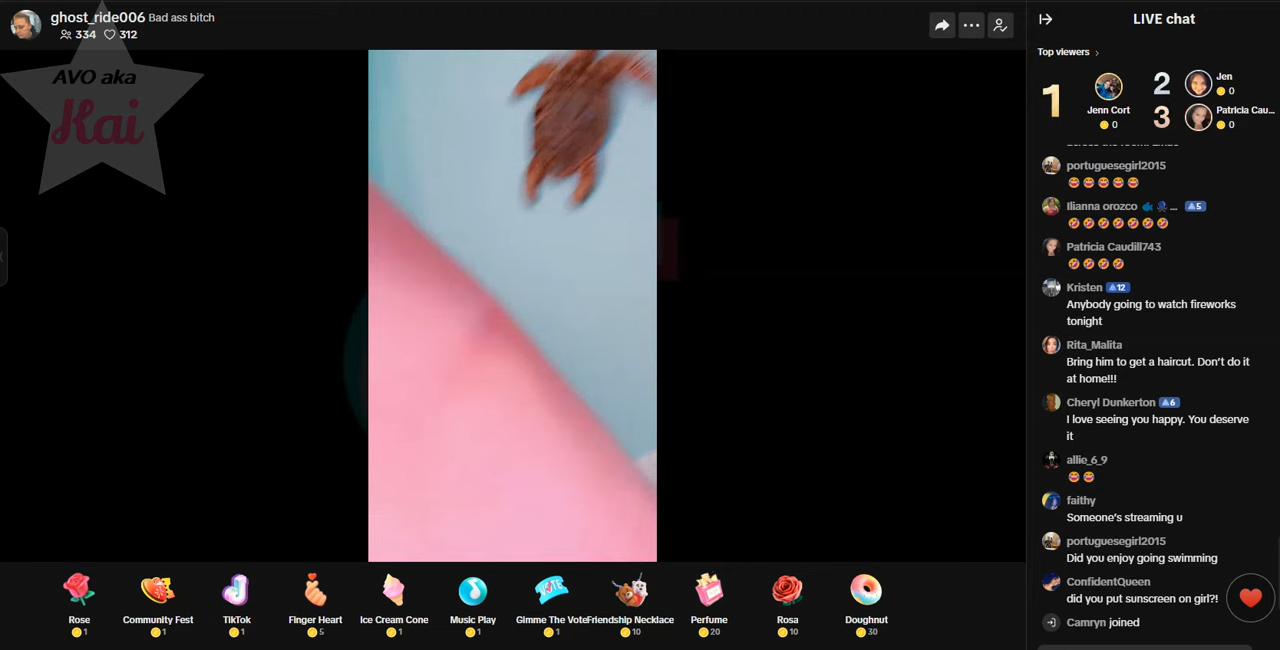 ghost_ride006 Bad ass bitch
334 312
AVO aka
Kai
LIVE chat
Top viewers
1
Jenn Cort
0
2
Jen
0
3
Patricia Cau...
0
portuguesegirl2015
😂😂😂😂😂
Ilianna orozco 🐟🐙... 5
🤣🤣🤣🤣🤣🤣🤣
Patricia Caudill743
🤣🤣🤣🤣
Kristen 12
Anybody going to watch fireworks
tonight
Rita_Malita
Bring him to get a haircut. Don't do it
at home!!!
Cheryl Dunkerton 6
I love seeing you happy. You deserve
it
allie_6_9
😂😂
faithy
Someone's streaming u
portuguesegirl2015
Did you enjoy going swimming
ConfidentQueen
did you put sunscreen on girl?!
Camryn joined
VOTE
Rose
1
Community Fest
1
TikTok
1
Finger Heart
5
Ice Cream Cone
1
Music Play
1
Gimme The Vote
1
Friendship Necklace
10
Perfume
20
Rosa
10
Doughnut
30